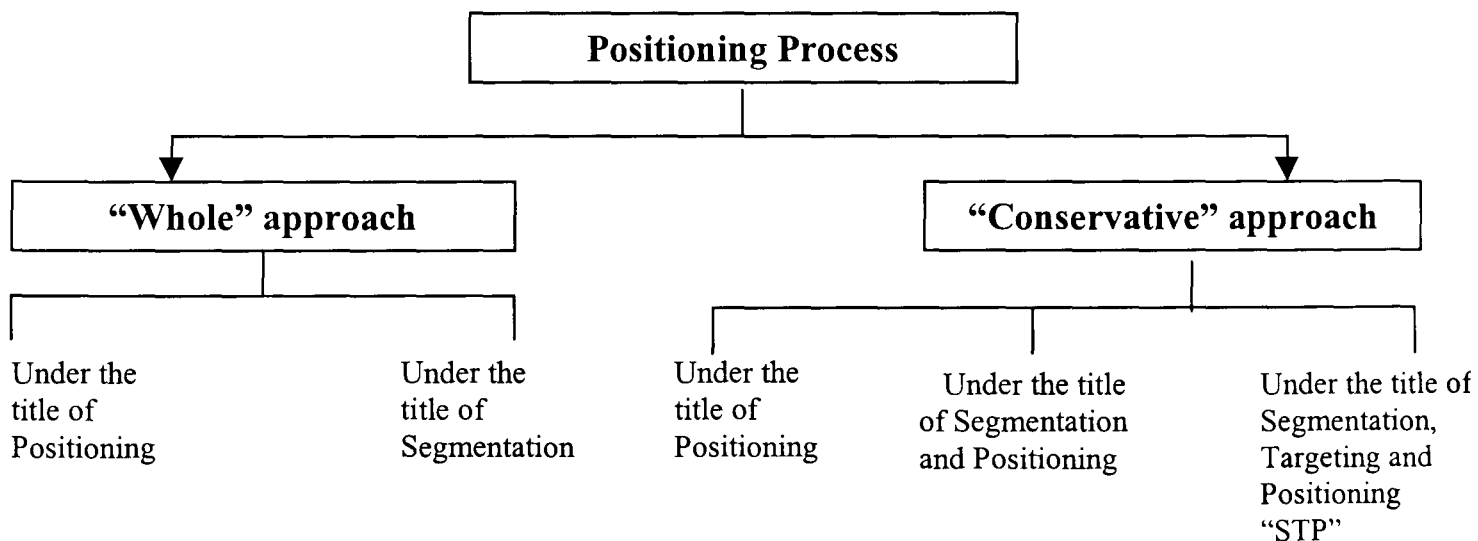 Positioning Process
“Whole” approach
“Conservative” approach
Under the
title of
Positioning
Under the
title of
Segmentation
Under the
title of
Positioning
Under the title
of Segmentation
and Positioning
Under the title of
Segmentation,
Targeting and
Positioning
“STP”